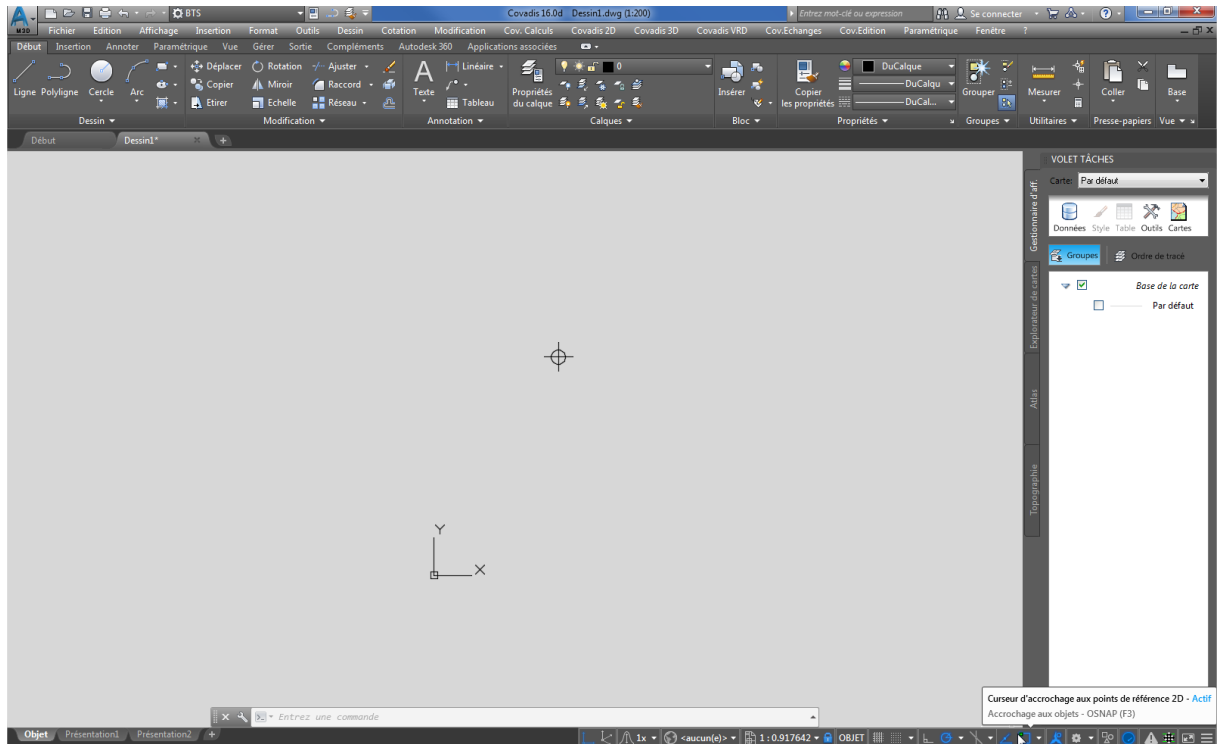 M3D BTS Covadis 16.0d Dessin1.dwg (1:200) Entrez mot-clé ou expression Se connecter ?
Fichier Edition Affichage Insertion Format Outils Dessin Cotation Modification Cov. Calculs Covadis 2D Covadis 3D Covadis VRD Cov.Echanges Cov.Edition Paramétrique Fenêtre ?
Début Insertion Annoter Paramétrique Vue Gérer Sortie Compléments Autodesk 360 Applications associées
Déplacer Rotation Ajuster A Linéaire 0 DuCalque
Ligne Polyligne Cercle Arc Copier Miroir Raccord Texte Propriétés du calque Insérer Copier les propriétés DuCalqu Grouper Mesurer Coller Base
Etirer Echelle Réseau Tableau DuCal...
Dessin Modification Annotation Calques Bloc Propriétés Groupes Utilitaires Presse-papiers Vue
Début Dessin1* +
VOLET TÂCHES
Carte: Par défaut
Données Style Table Outils Cartes
Groupes Ordre de tracé
Base de la carte
Par défaut
Gestionnaire d'aff.
Explorateur de cartes
Atlas
Topographie
Y
X
Curseur d'accrochage aux points de référence 2D - Actif
Accrochage aux objets - OSNAP (F3)
Entrez une commande
Objet Présentation1 Présentation2 + 1x <aucun(e)> 1 : 0.917642 OBJET